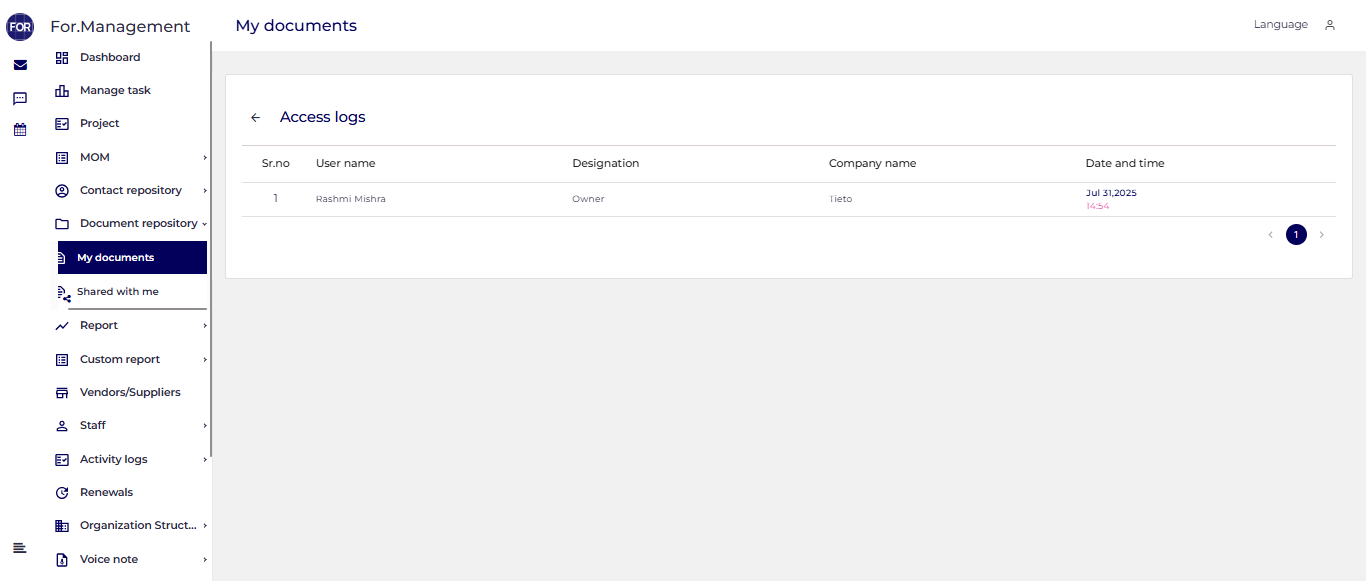 FOR
For.Management
My documents
Language
Dashboard
Manage task
Project
MOM
Contact repository
Document repository
My documents
Shared with me
Report
Custom report
Vendors/Suppliers
Staff
Activity logs
Renewals
Organization Struct...
Voice note
Access logs
Sr.no User name Designation Company name Date and time
1 Rashmi Mishra Owner Tieto Jul 31,2025
14:54
1